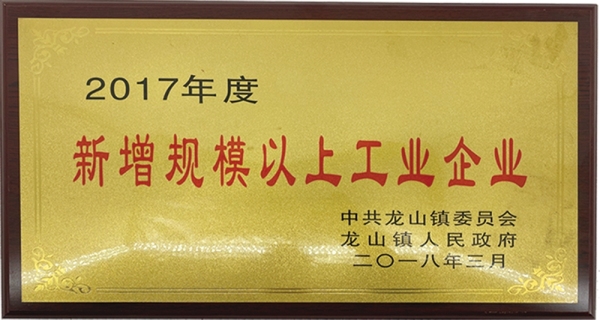 2017年度
新增规模以上工业企业
中共龙山镇委员会
龙山镇人民政府
二〇一八年三月